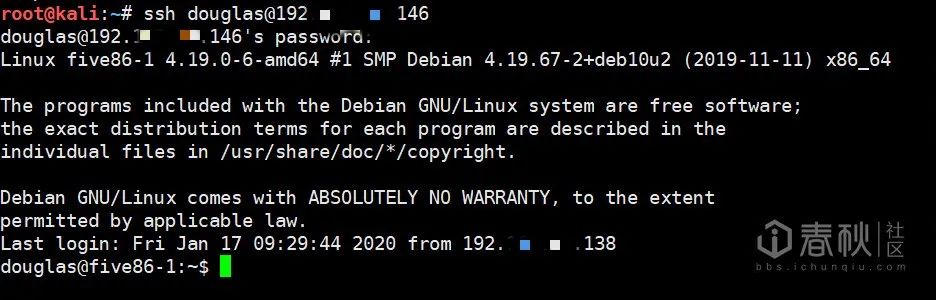 root@kali:~# ssh douglas@192. 146
douglas@192.1 .146's password.
Linux five86-1 4.19.0-6-amd64 #1 SMP Debian 4.19.67-2+deb10u2 (2019-11-11) x86_64
The programs included with the Debian GNU/Linux system are free software;
the exact distribution terms for each program are described in the
individual files in /usr/share/doc/*/copyright.
Debian GNU/Linux comes with ABSOLUTELY NO WARRANTY, to the extent
permitted by applicable law.
Last login: Fri Jan 17 09:29:44 2020 from 192. .138
douglas@five86-1:~$
春秋 社区
bbs.ichunqiu.com